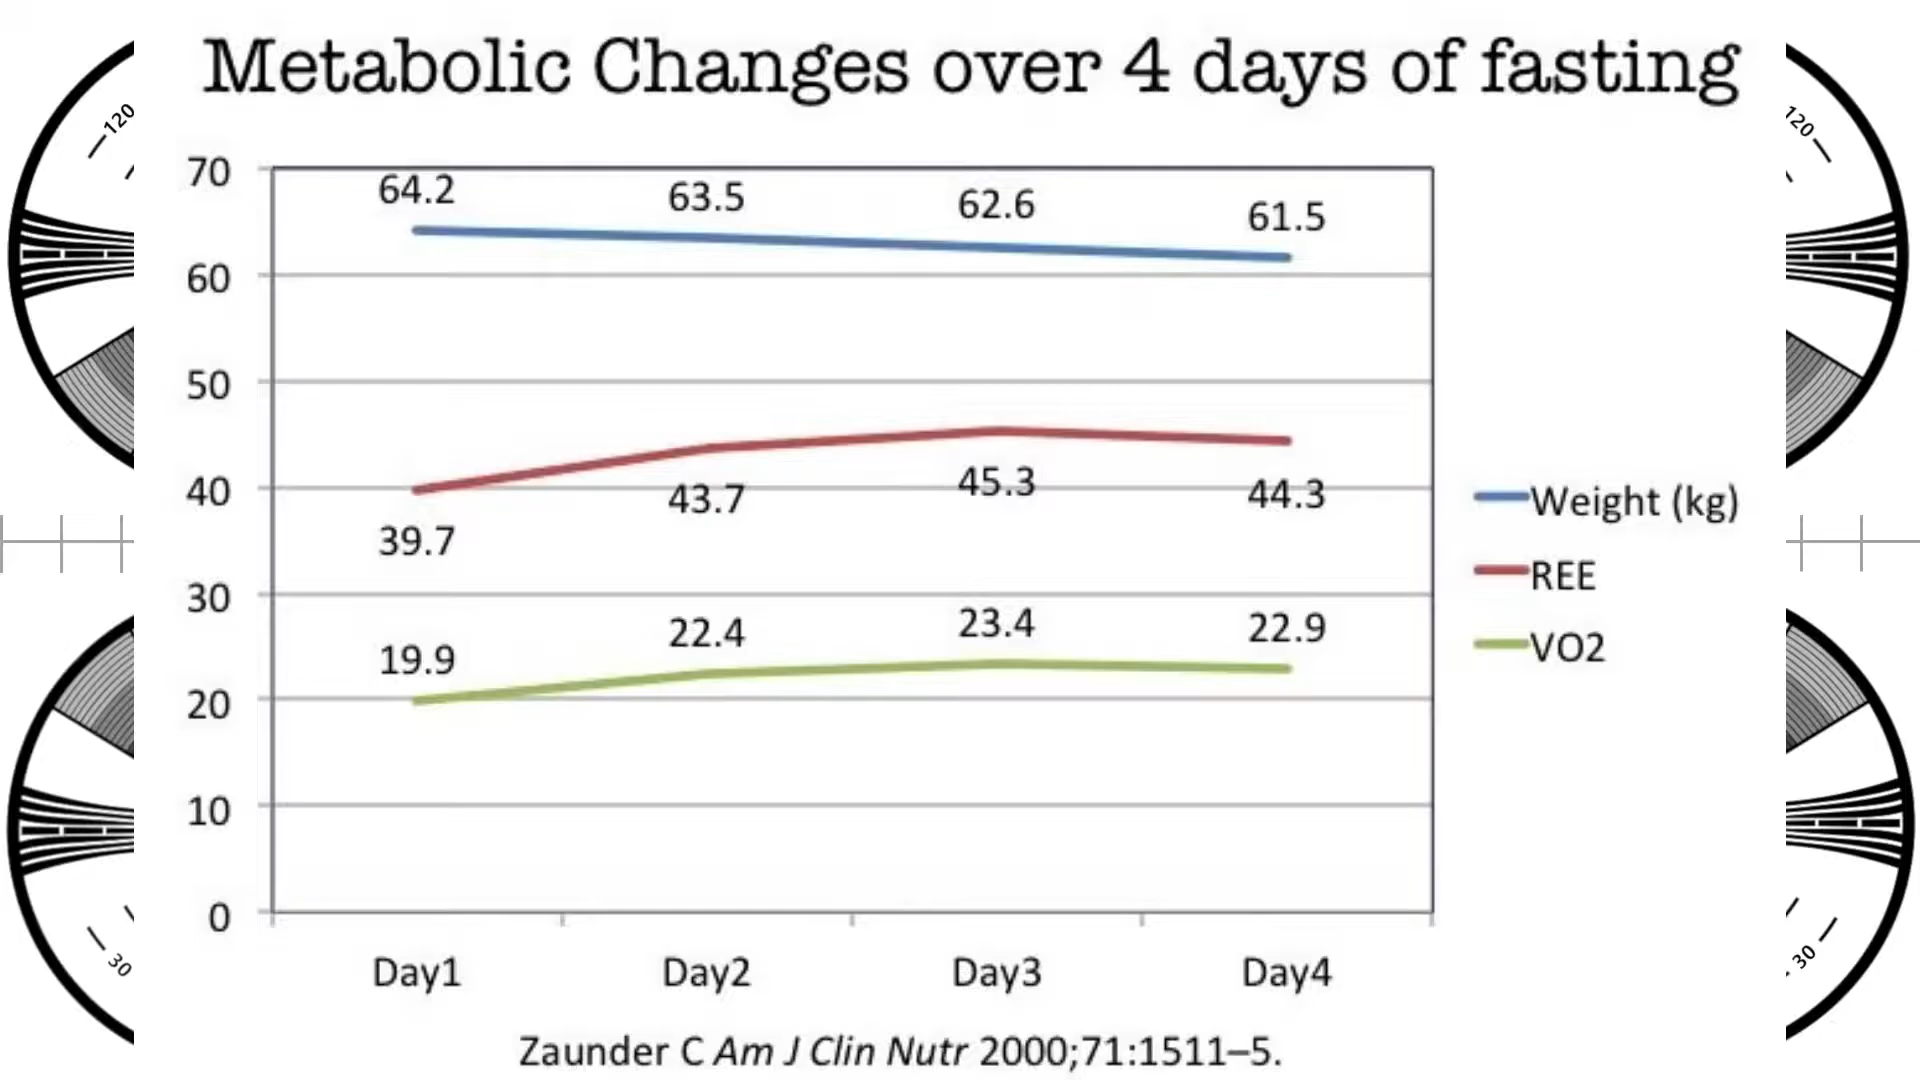 Metabolic Changes over 4 days of fasting
120
120
70
64.2 63.5 62.6 61.5
60
50
40
39.7 43.7 45.3 44.3
30
19.9 22.4 23.4 22.9
20
10
0
Day1 Day2 Day3 Day4
Weight (kg)
REE
VO2
30
30
Zaunder C Am J Clin Nutr 2000;71:1511–5.